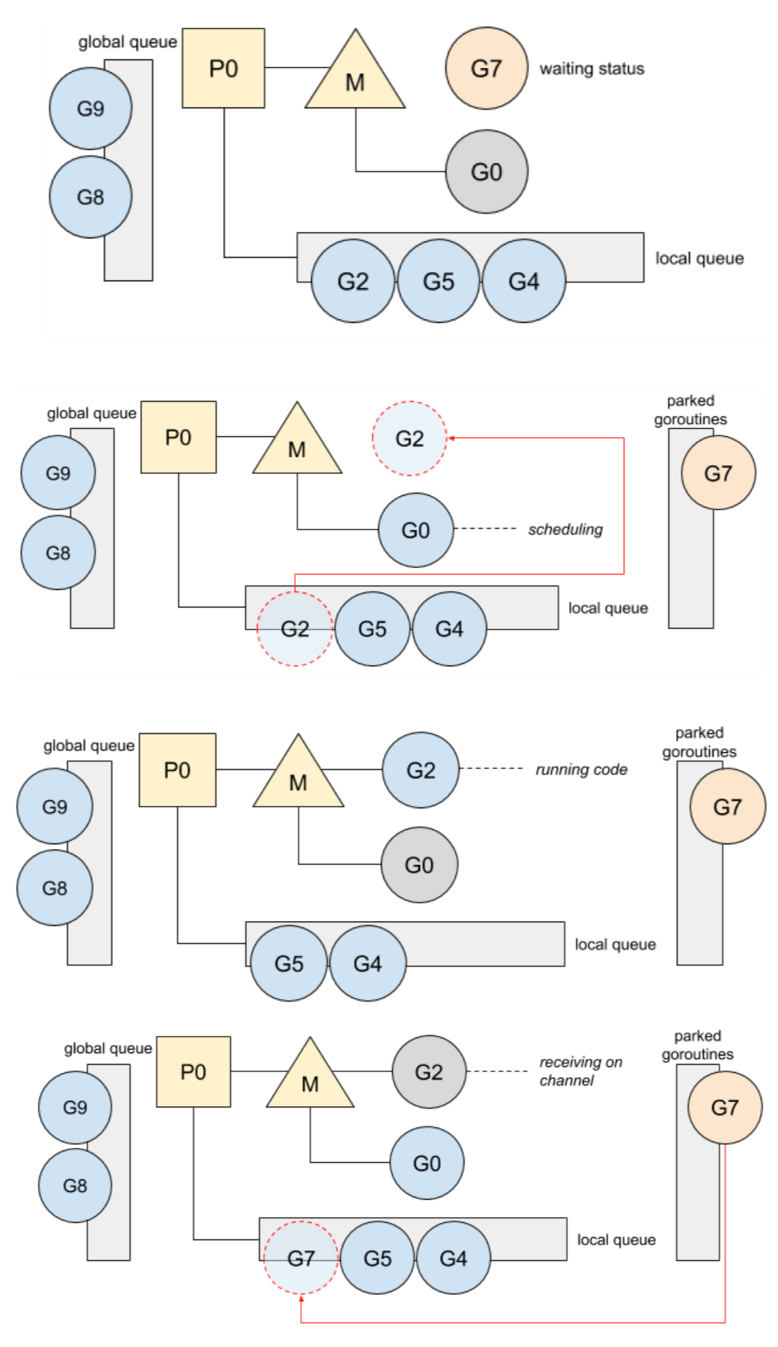 global queue
P0
M
G7
waiting status
G9
G8
G0
local queue
G2
G5
G4
global queue
P0
M
G2
parked
goroutines
G9
G7
G8
G0
scheduling
local queue
G2
G5
G4
global queue
P0
M
G2
running code
parked
goroutines
G9
G7
G8
G0
local queue
G5
G4
global queue
P0
M
G2
receiving on
channel
parked
goroutines
G9
G7
G8
G0
local queue
G7
G5
G4